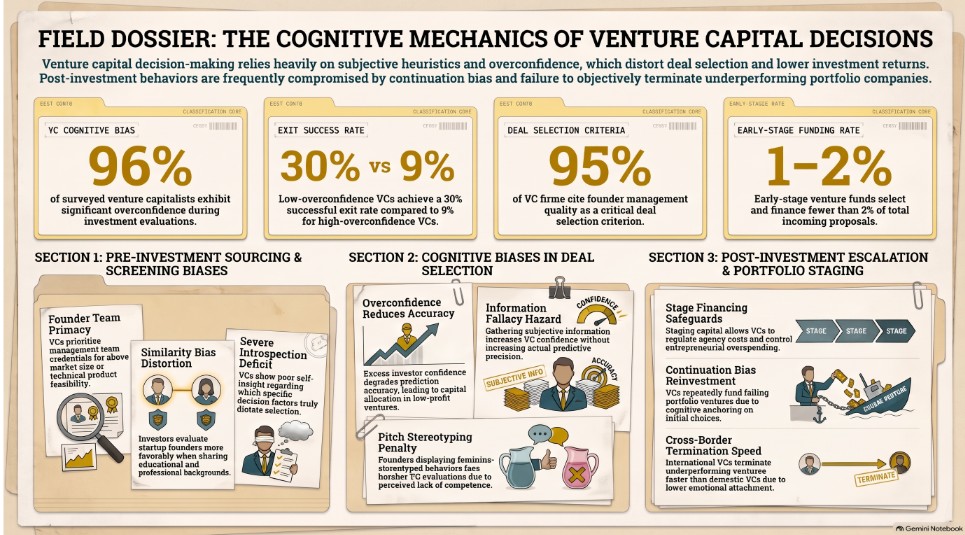 FIELD DOSSIER: THE COGNITIVE MECHANICS OF VENTURE CAPITAL DECISIONS
Venture capital decision-making relies heavily on subjective heuristics and overconfidence, which distort deal selection and lower investment returns.
Post-investment behaviors are frequently compromised by continuation bias and failure to objectively terminate underperforming portfolio companies.
EEST CONTG
CLASSIFICATION CORE
VC COGNITIVE BIAS
96%
of surveyed venture capitalists exhibit
significant overconfidence during
investment evaluations.
EEST CONTG
CLASSIFICATION CORE
EXIT SUCCESS RATE
30% vs 9%
Low-overconfidence VCs achieve a 30%
successful exit rate compared to 9%
for high-overconfidence VCs.
EEST CONTG
CLASSIFICATION CORE
DEAL SELECTION CRITERIA
95%
of VC firme cite founder management
quality as a critical deal
selection criterion.
EARLY STAGGE RATE
CLASSIFICATION CORE
EARLY-STAGE FUNDING RATE
1–2%
Early-stage venture funds select
and finance fewer than 2% of total
incoming proposals.
SECTION 1: PRE-INVESTMENT SOURCING &
SCREENING BIASES
Founder Team
Primacy
VCs prioritize
management team
credentials for above
market size or
technical product
feasibility.
Similarity Bias
Distortion
Investors evaluate
startup founders more
favorably when sharing
educational and
professional backgrounds.
Severe
Introspection
Deficit
VCs show poor self-
insight regarding
which specific
decision factors truly
diotate selection.
SECTION 2: COGNITIVE BIASES IN DEAL
SELECTION
Overconfidence
Reduces Accuracy
Excess investor confidence
degrades prediction
accuracy, leading to capital
allocation in low-profit
ventures.
Information
Fallacy Hazard
Gathering subjective information
increases VC confidence without
increasing actual predictive
precision.
CONFIDENCE
SUBJECTIVE INFO
ACCURACY
Pitch Stereotyping
Penalty
Founders displaying feminins-
storentyped behaviors faes
horsher TC evaluations due to
perceived lack of competence.
SECTION 3: POST-INVESTMENT ESCALATION
& PORTFOLIO STAGING
Stage Financing
Safeguards
Staging capital allows VCs to
regulate agency costs and control
entrepreneurial overspending.
STAGE STAGE STAGE
Continuation Bias
Reinvestment
VCs repeatedly fund failing
portfolio ventures due to
cognitive anchoring on
initial choices.
Cross-Border
Termination Speed
International VCs terminate
underperforming venturee
faster than domestic VCs due to
lower emotional attachment.
TERMINATE
Gemini Notebook